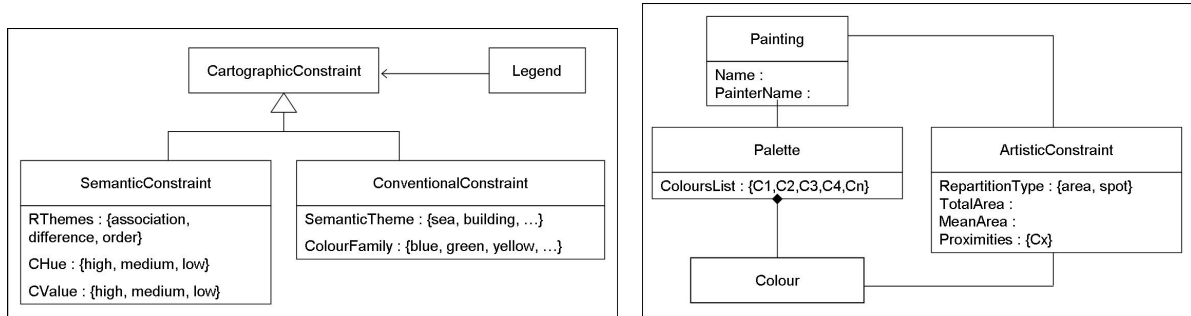 CartographicConstraint
Legend
SemanticConstraint
RThemes : {association,
difference, order}
CHue : {high, medium, low}
CValue : {high, medium, low}
ConventionalConstraint
SemanticTheme : {sea, building, …}
ColourFamily : {blue, green, yellow, …}
Painting
Name :
PainterName :
Palette
ColoursList : {C1,C2,C3,C4,Cn}
ArtisticConstraint
RepartitionType : {area, spot}
TotalArea :
MeanArea :
Proximities : {Cx}
Colour